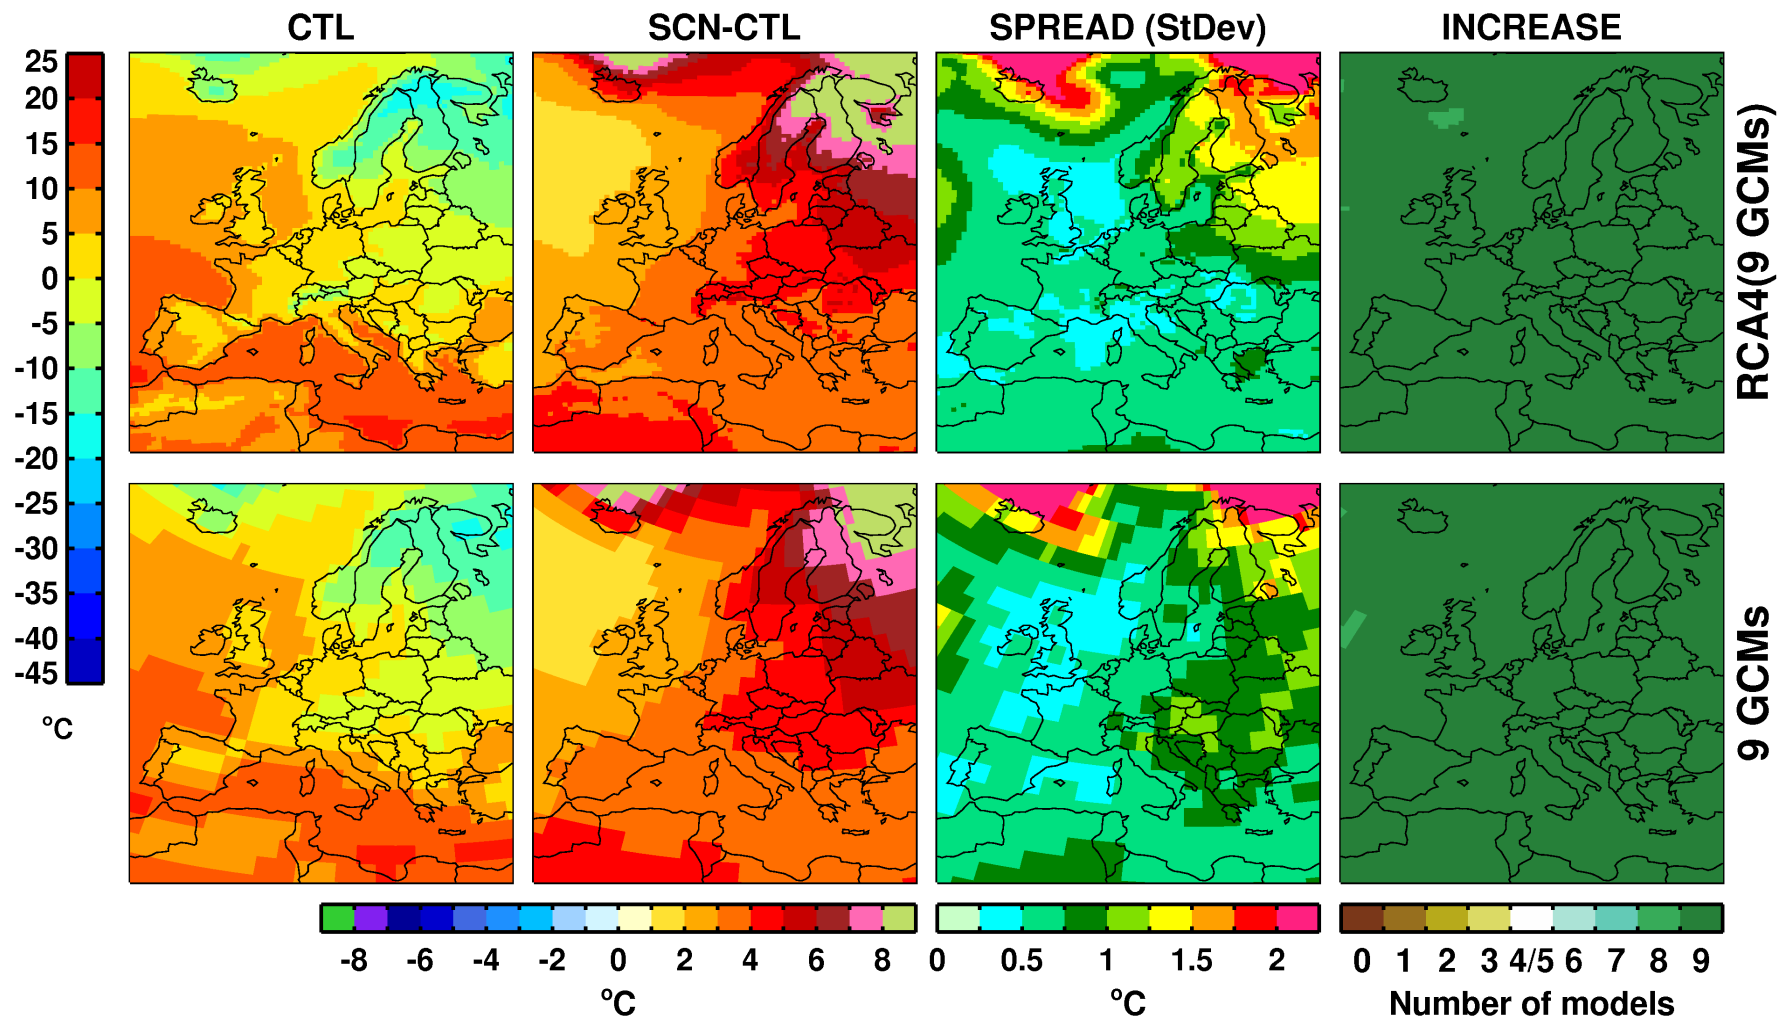 CTL SCN-CTL SPREAD (StDev) INCREASE
25
20
15
10
5
0
-5
-10
-15
-20
-25
-30
-35
-40
-45
°C
RCA4(9 GCMs)
9 GCMs
-8 -6 -4 -2 0 2 4 6 8
°C
0 0.5 1 1.5 2
°C
0 1 2 3 4/5 6 7 8 9
Number of models